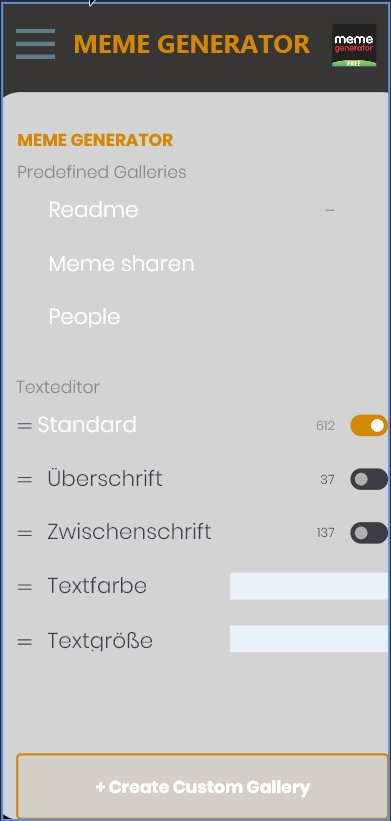 MEME GENERATOR
meme
generator
FREE
MEME GENERATOR
Predefined Galleries
Readme –
Meme sharen
People
Texteditor
= Standard 612
= Überschrift 37
= Zwischenschrift 137
= Textfarbe
= Textgröße
+ Create Custom Gallery